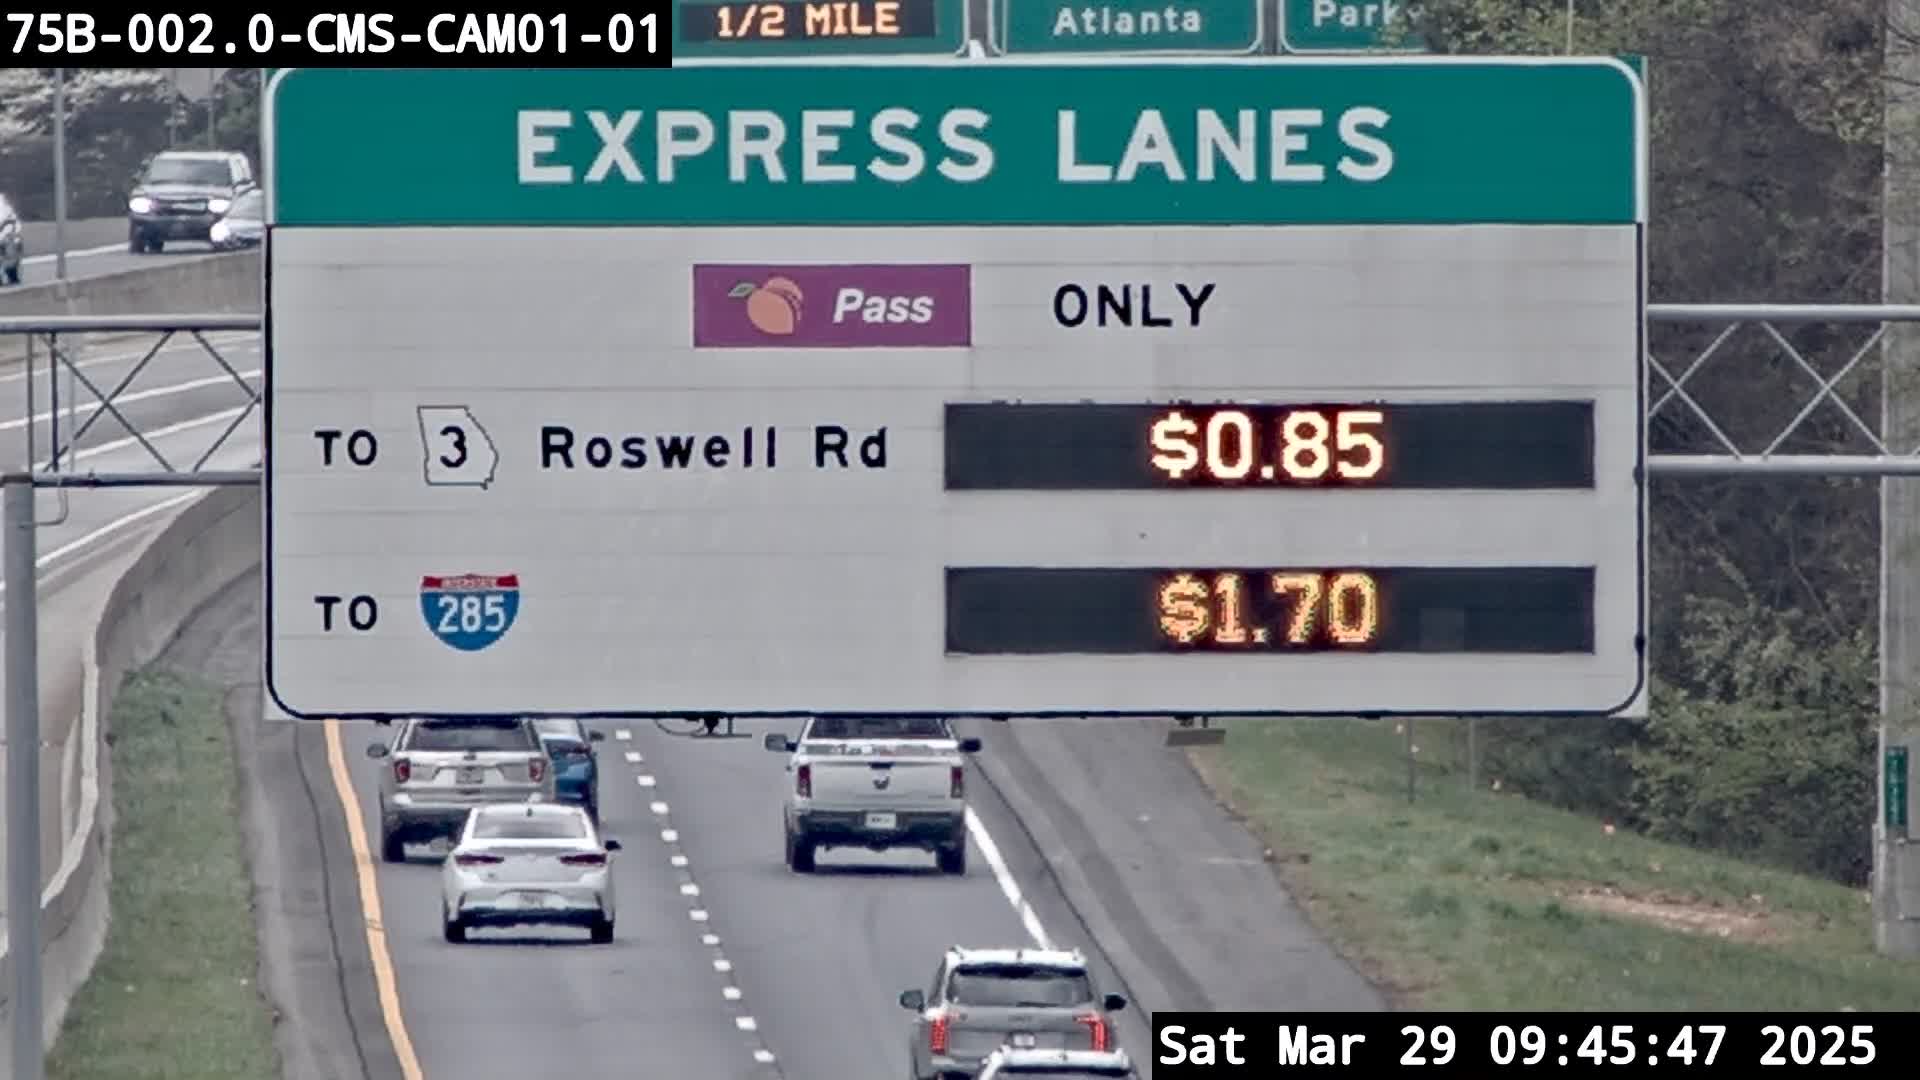 75B-002.0-CMS-CAM01-01
1/2 MILE
Atlanta
EXPRESS LANES
Pass ONLY
TO 3 Roswell Rd $0.85
TO INTERSTATE 285 $1.70
Sat Mar 29 09:45:47 2025